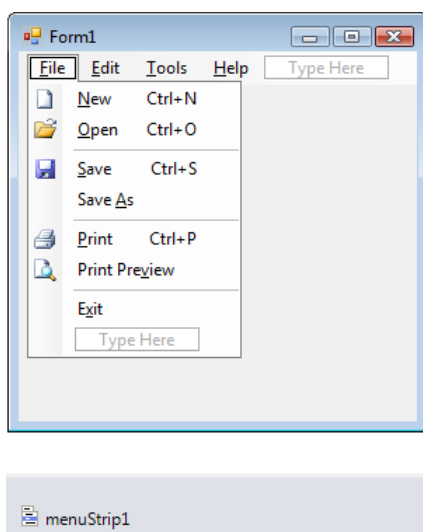 Form1
File Edit Tools Help Type Here
New Ctrl+N
Open Ctrl+O
Save Ctrl+S
Save As
Print Ctrl+P
Print Preview
Exit
Type Here
menuStrip1